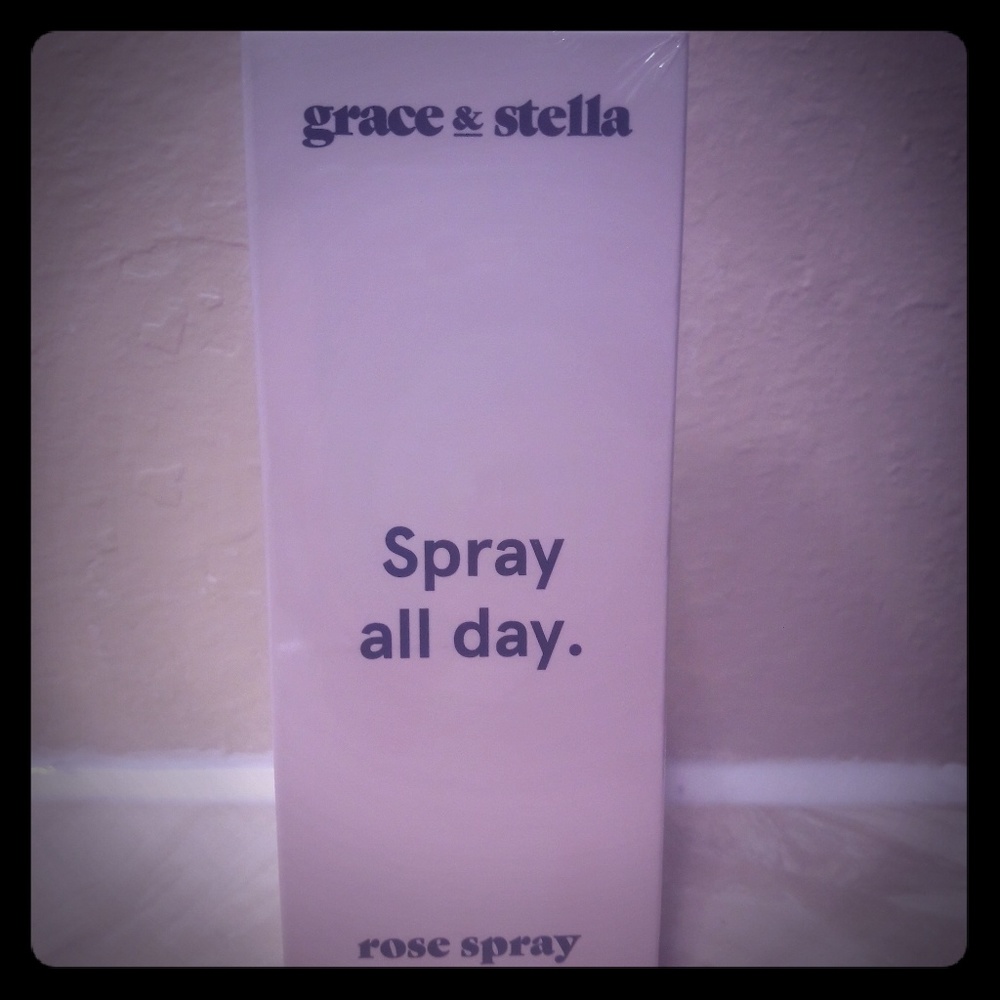 grace & stella
Spray
all day.
rose spray